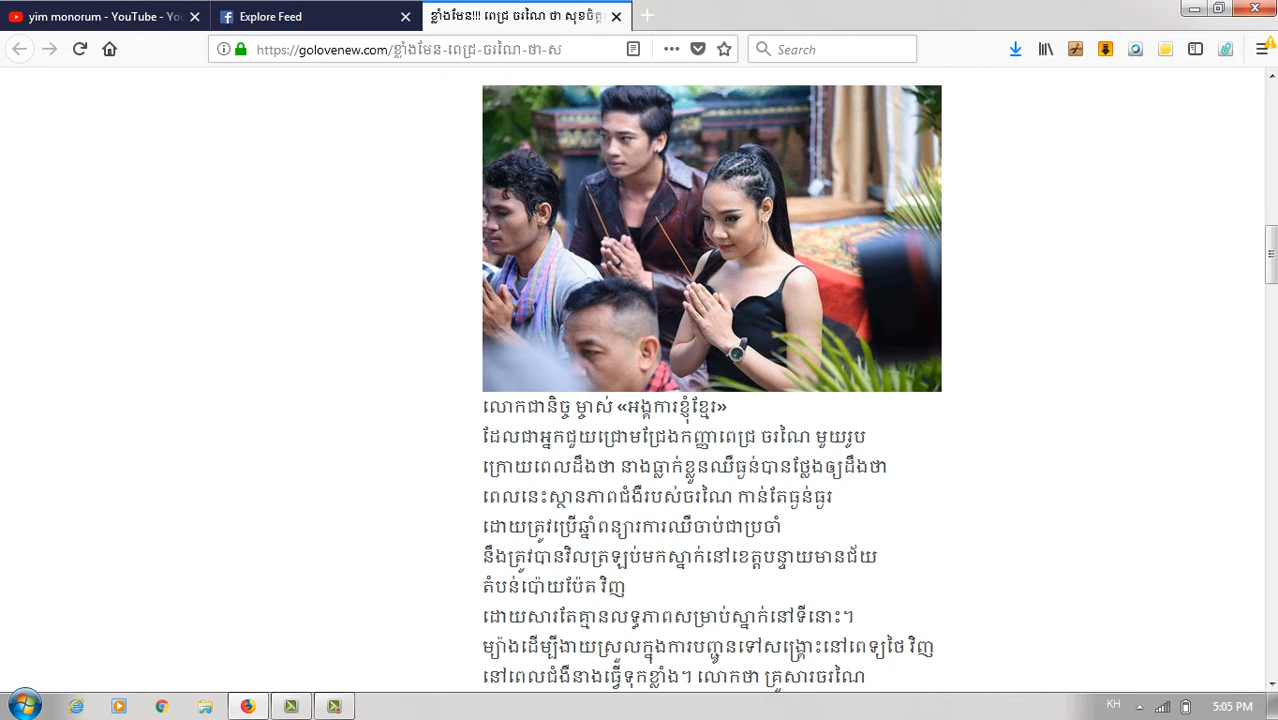 yim monorum - YouTube - You
Explore Feed
ខ្លាំងមែន!!! ពេជ្រ ចរណៃ ថា សុខចិត្ត
https://golovenew.com/ខ្លាំងមែន-ពេជ្រ-ចរណៃ-ថា-ស
Search
លោកជានិច្ច ម្ចាស់ «អង្គការខ្ញុំខ្មែរ»
ដែលជាអ្នកជួយជ្រោមជ្រែងកញ្ញាពេជ្រ ចរណៃ មួយរូប
ក្រោយពេលដឹងថា នាងធ្លាក់ខ្លួនឈឺធ្ងន់បានថ្លែងឲ្យដឹងថា
ពេលនេះស្ថានភាពជំងឺរបស់ចរណៃ កាន់តែធ្ងន់ធ្ងរ
ដោយត្រូវប្រើថ្នាំពន្យារការឈឺចាប់ជាប្រចាំ
នឹងត្រូវបានវិលត្រឡប់មកស្នាក់នៅខេត្តបន្ទាយមានជ័យ
តំបន់ប៉ោយប៉ែត វិញ
ដោយសារតែគ្មានលទ្ធភាពសម្រាប់ស្នាក់នៅទីនោះ។
ម្យ៉ាងដើម្បីងាយស្រួលក្នុងការបញ្ជូនទៅសង្គ្រោះនៅពេទ្យថៃ វិញ
នៅពេលជំងឺនាងធ្វើទុកខ្លាំង។ លោកថា គ្រួសារចរណៃ
KH
5:05 PM